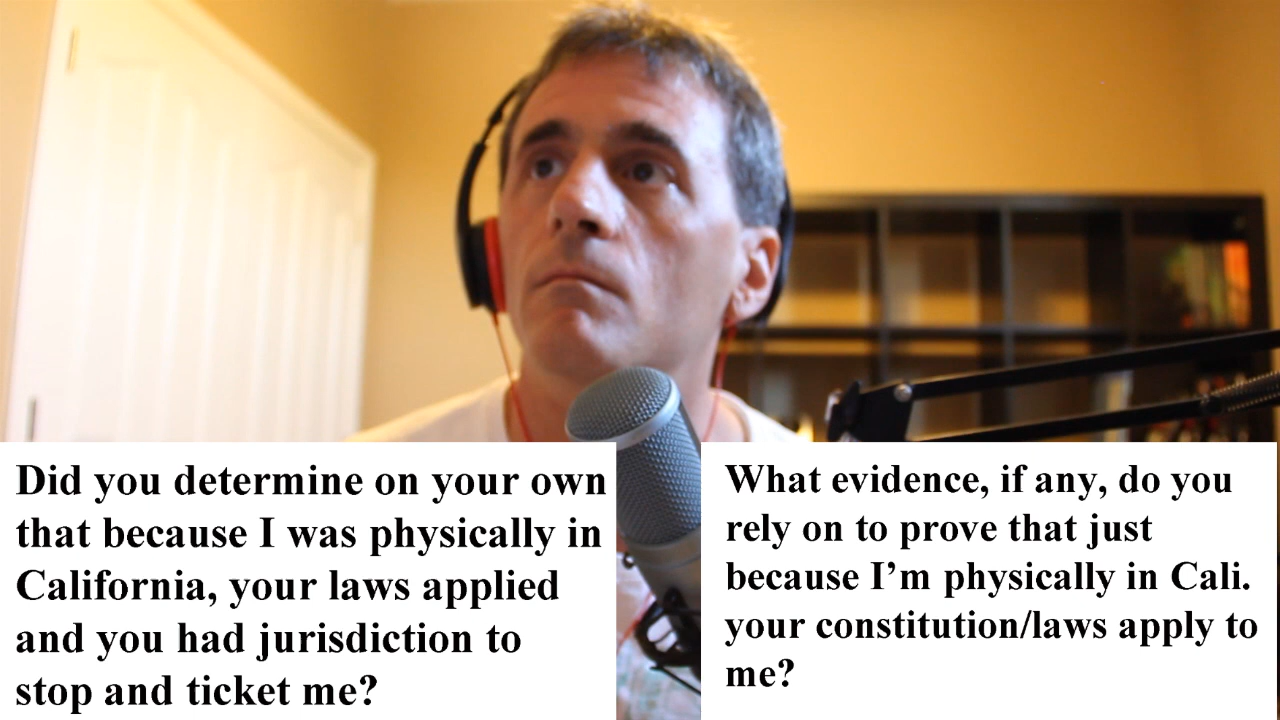 Did you determine on your own
that because I was physically in
California, your laws applied
and you had jurisdiction to
stop and ticket me?
What evidence, if any, do you
rely on to prove that just
because I’m physically in Cali.
your constitution/laws apply to
me?